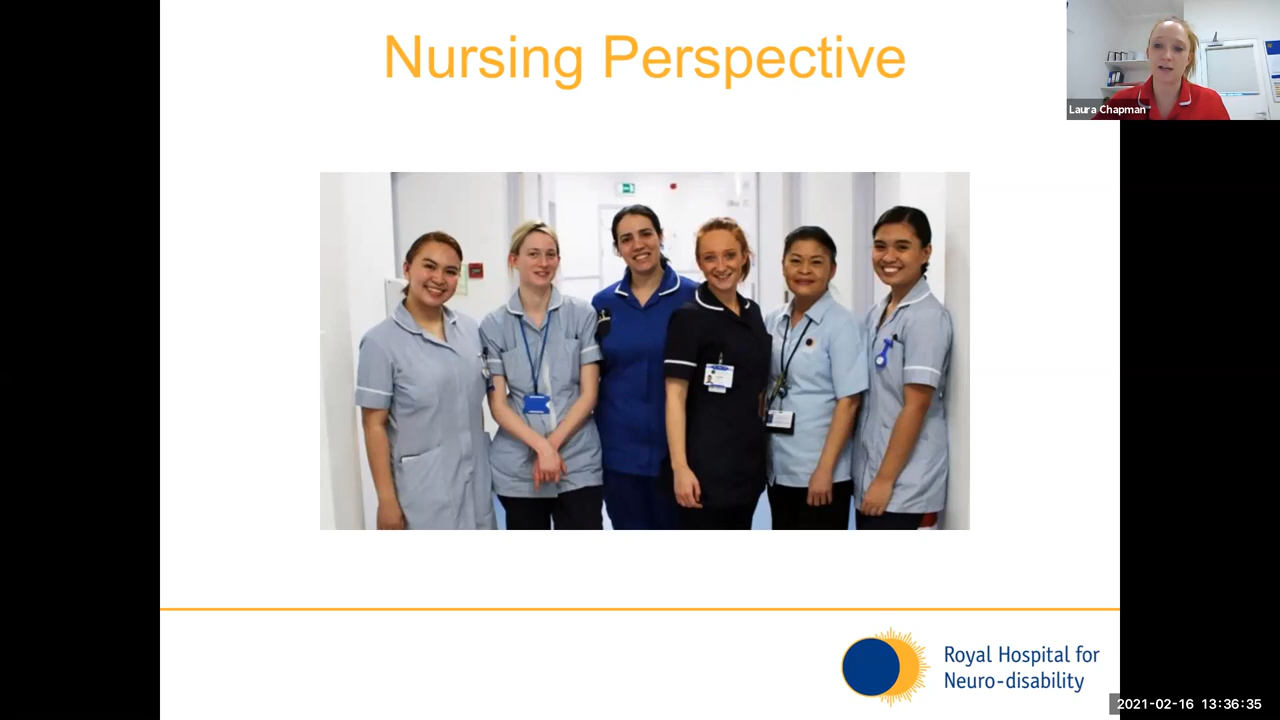 Nursing Perspective
Laura Chapman
Royal Hospital for
Neuro-disability
2021-02-16 13:36:35